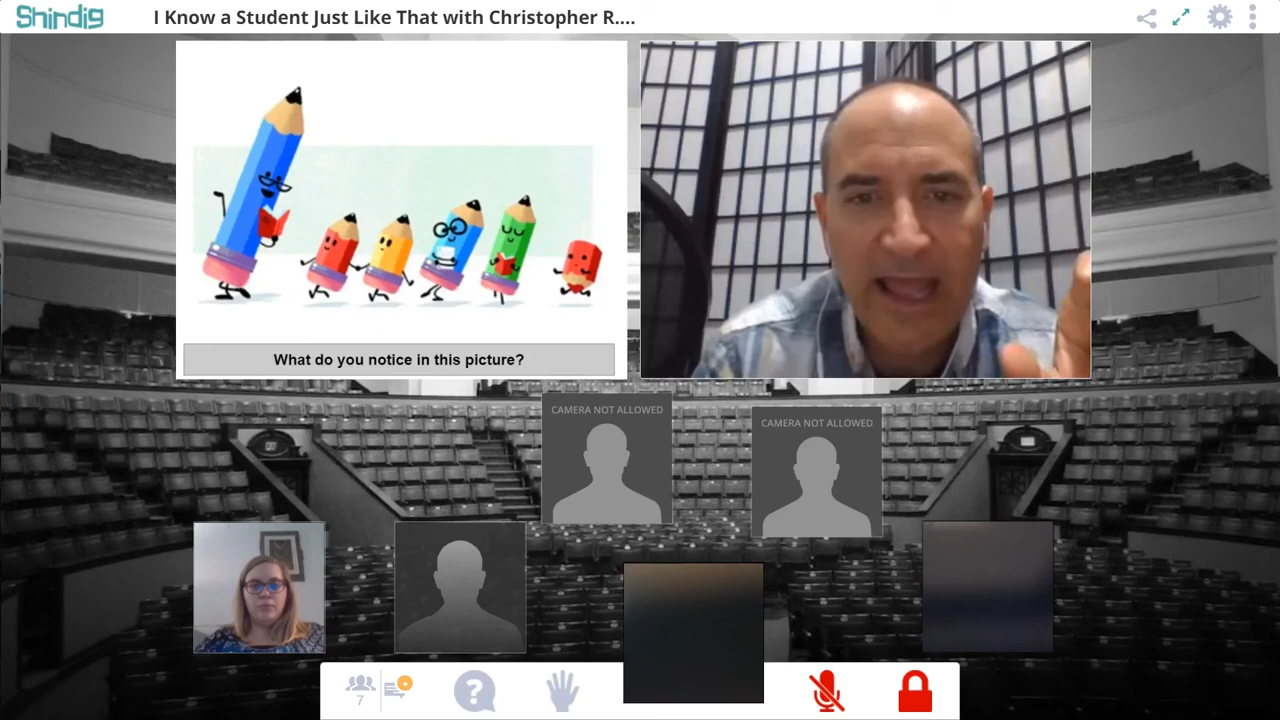 Shindig
I Know a Student Just Like That with Christopher R....
What do you notice in this picture?
CAMERA NOT ALLOWED
CAMERA NOT ALLOWED
7